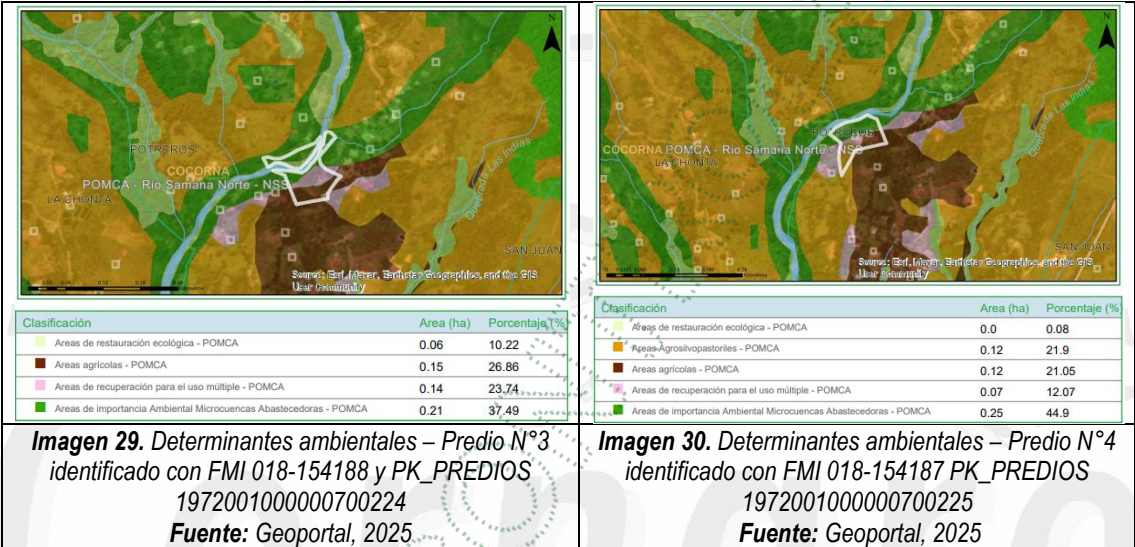 N
POTREROS
COCORNA
POMCA - Rio Samana Norte - NSS
LA CHONTA
Quebrada Las Indias
SAN JUAN
Source: Esri, Maxar, Earthstar Geographics, and the GIS
User Community
Clasificación Area (ha) Porcentaje (%)
Areas de restauración ecológica - POMCA 0.06 10.22
Areas agrícolas - POMCA 0.15 26.86
Areas de recuperación para el uso múltiple - POMCA 0.14 23.74
Areas de importancia Ambiental Microcuencas Abastecedoras - POMCA 0.21 37.49
Imagen 29. Determinantes ambientales – Predio N°3
identificado con FMI 018-154188 y PK_PREDIOS
1972001000000700224
Fuente: Geoportal, 2025
N
POTREROS
COCORNA POMCA - Rio Samana Norte - NSS
LA CHONTA
Quebrada Las Indias
SAN JUAN
Source: Esri, Maxar, Earthstar Geographics, and the GIS
User Community
Clasificación Area (ha) Porcentaje (%)
Areas de restauración ecológica - POMCA 0.0 0.08
Areas Agrosilvopastoriles - POMCA 0.12 21.9
Areas agrícolas - POMCA 0.12 21.05
Areas de recuperación para el uso múltiple - POMCA 0.07 12.07
Areas de importancia Ambiental Microcuencas Abastecedoras - POMCA 0.25 44.9
Imagen 30. Determinantes ambientales – Predio N°4
identificado con FMI 018-154187 PK_PREDIOS
1972001000000700225
Fuente: Geoportal, 2025